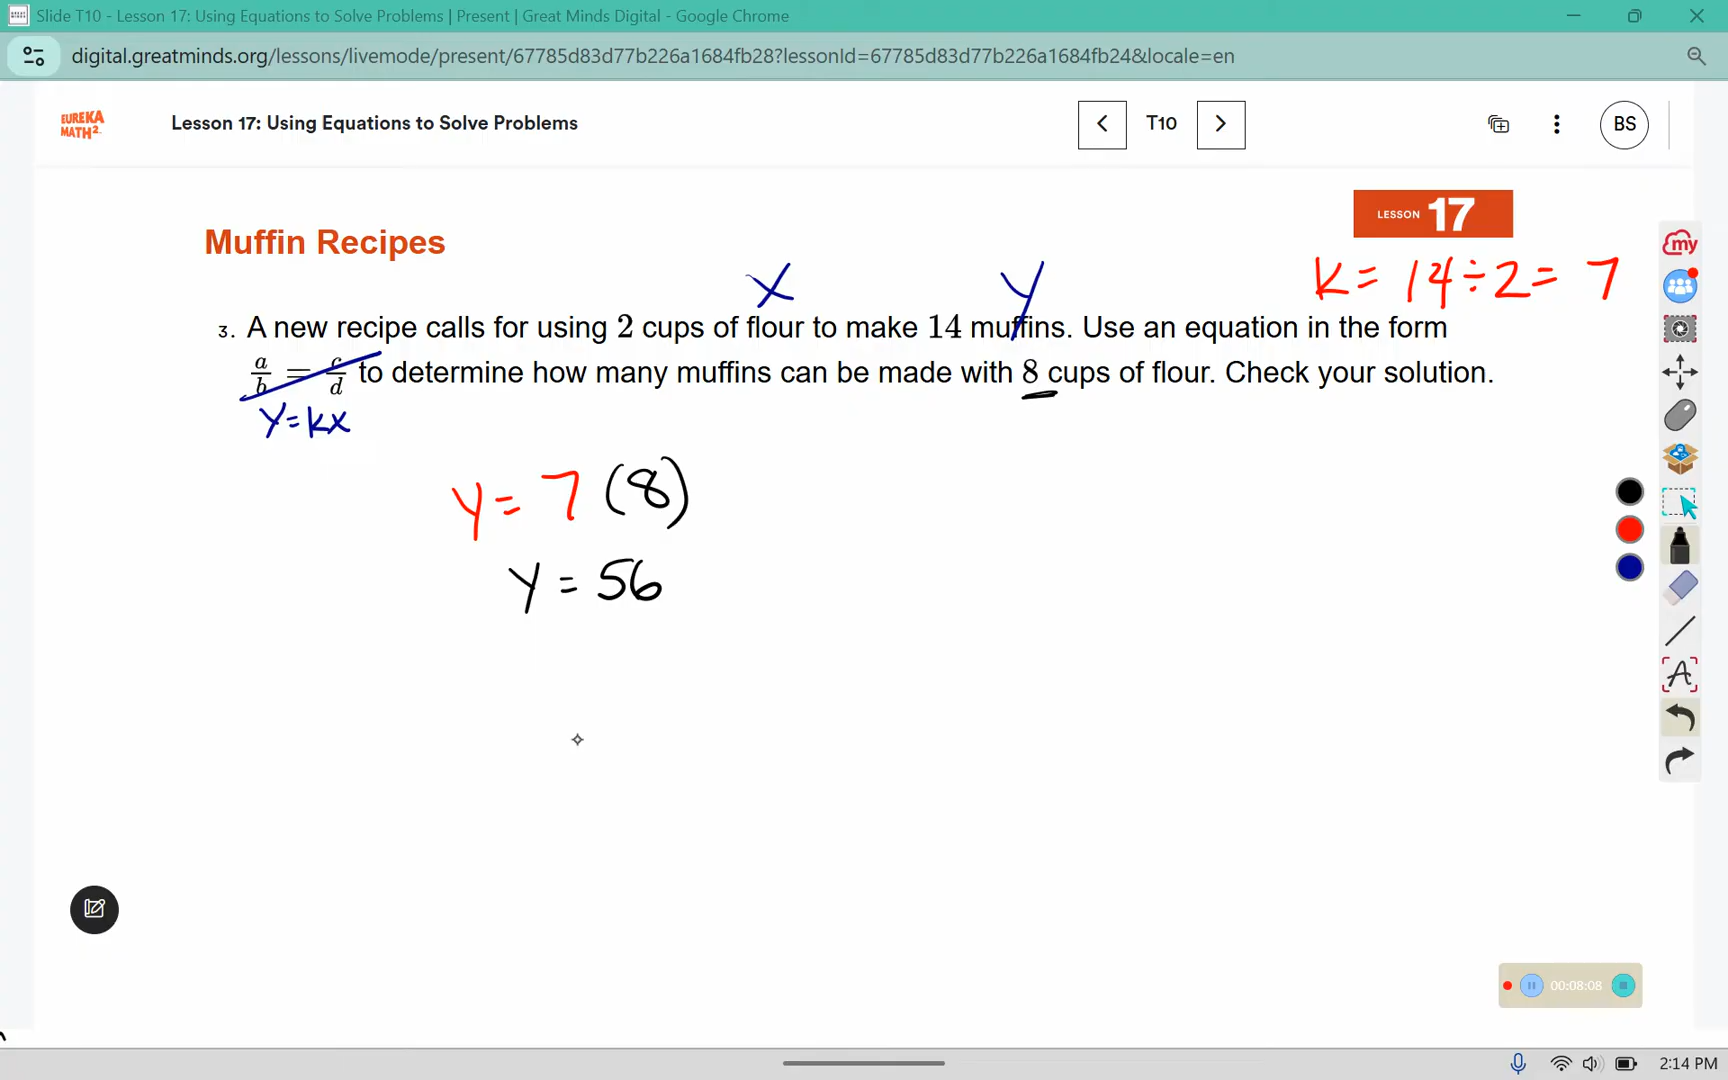 Slide T10 - Lesson 17: Using Equations to Solve Problems | Present | Great Minds Digital - Google Chrome
digital.greatminds.org/lessons/livemode/present/67785d83d77b226a1684fb28?lessonId=67785d83d77b226a1684fb24&locale=en
EUREKA MATH²
Lesson 17: Using Equations to Solve Problems
T10
BS
LESSON 17
Muffin Recipes
K = 14 ÷ 2 = 7
X
Y
3. A new recipe calls for using 2 cups of flour to make 14 muffins. Use an equation in the form
a/b = c/d to determine how many muffins can be made with 8 cups of flour. Check your solution.
Y = kx
y = 7 (8)
Y = 56
my
A
00:08:08
2:14 PM